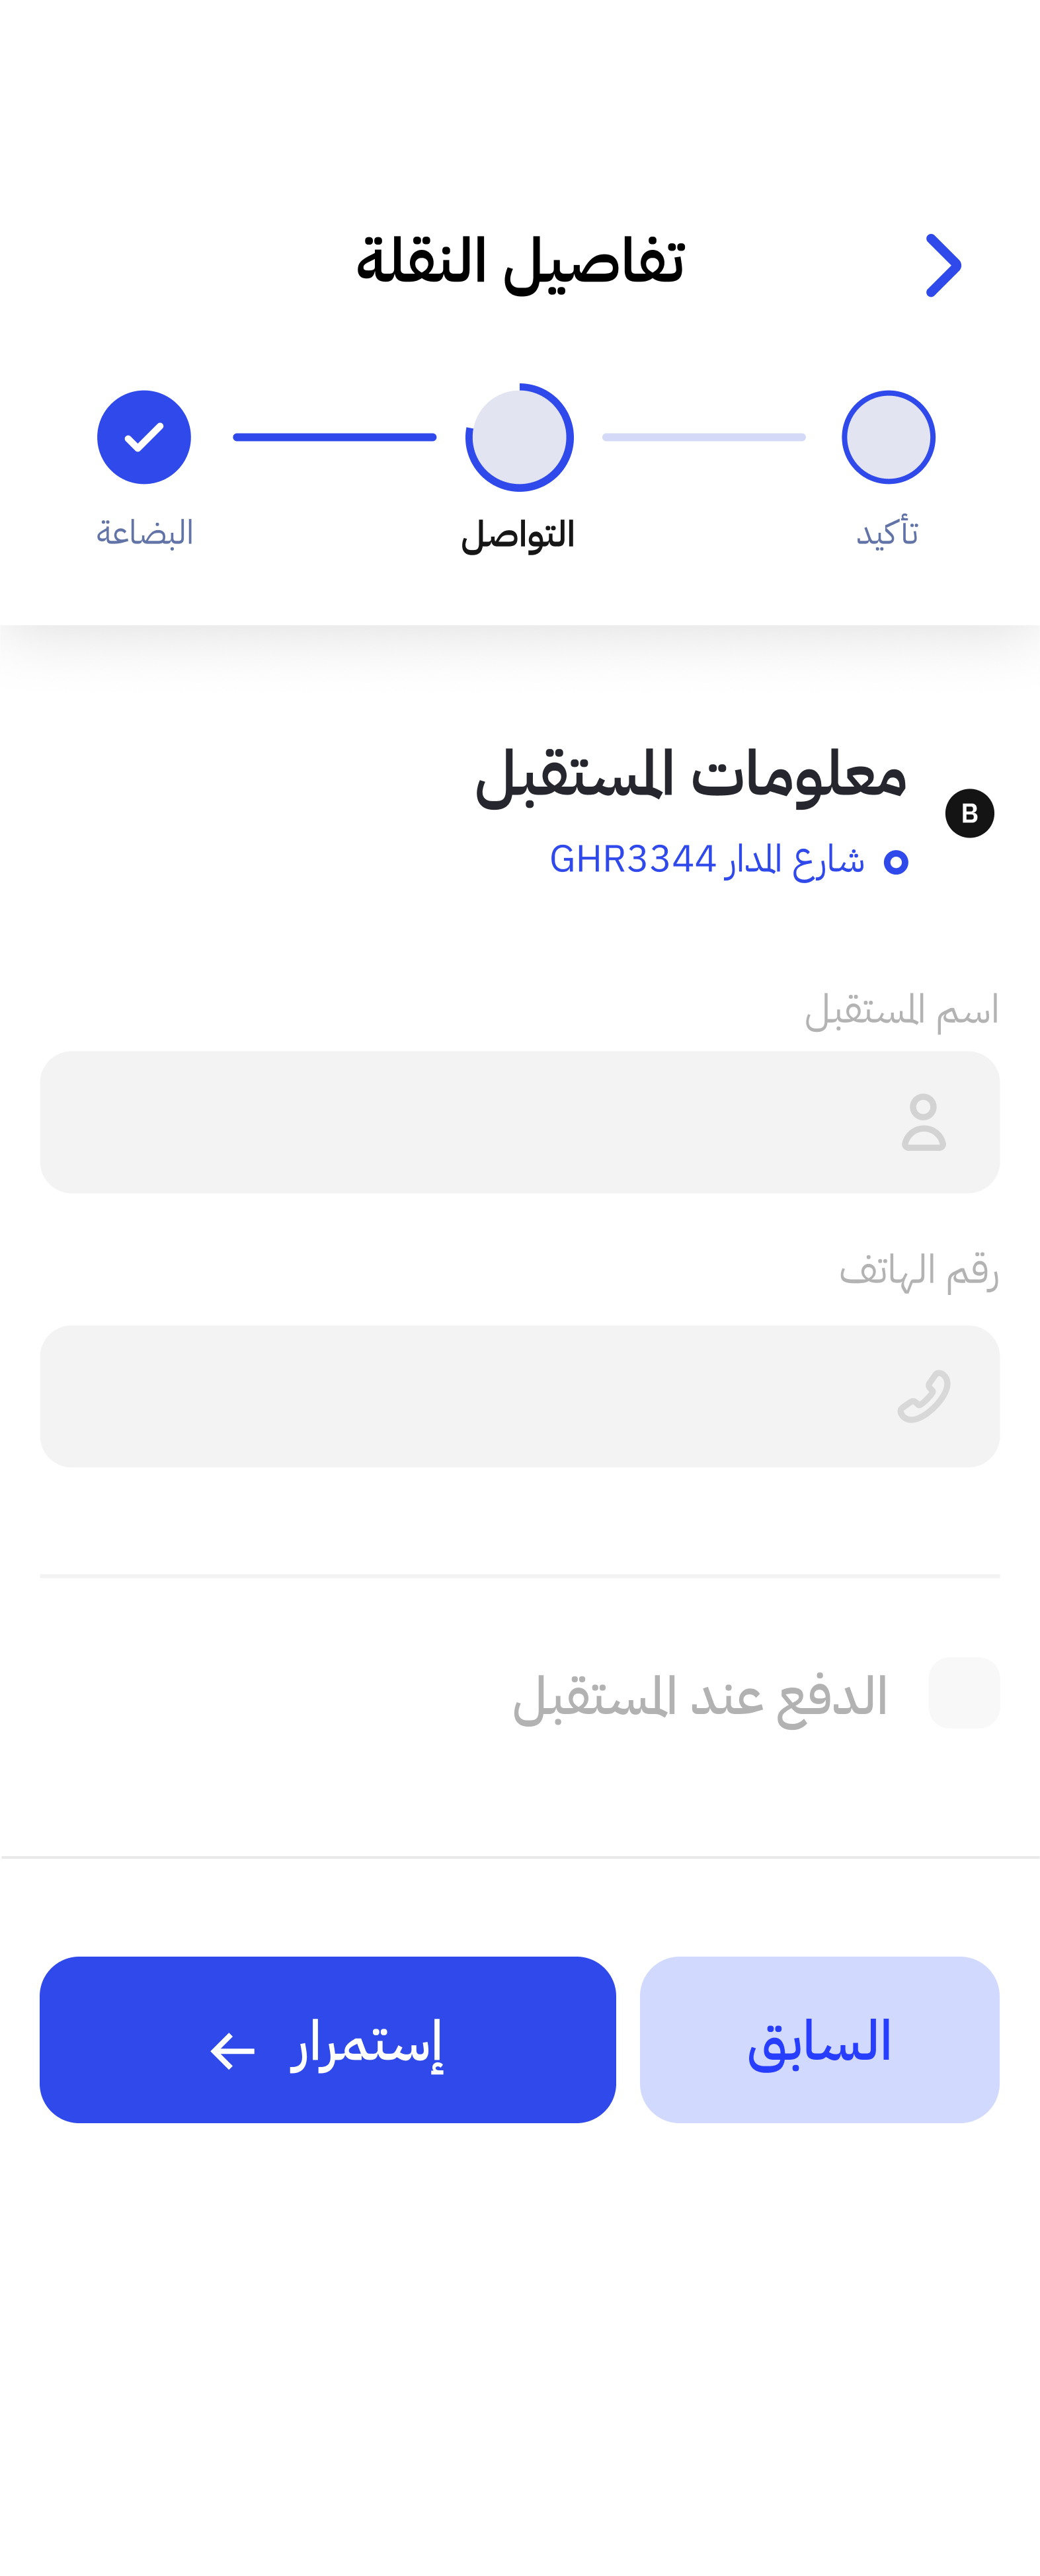 تفاصيل النقلة
تأكيد
التواصل
البضاعة
معلومات المستقبل
B
شارع المدار GHR3344
اسم المستقبل
رقم الهاتف
الدفع عند المستقبل
السابق
إستمرار